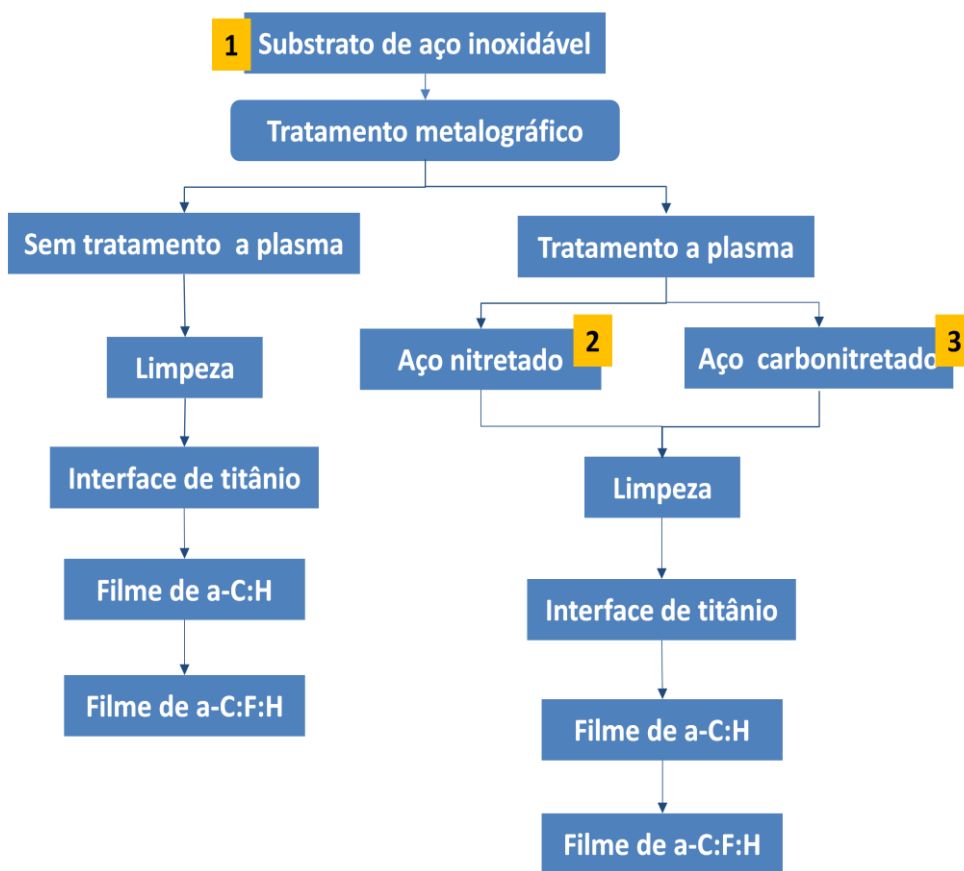 1
Substrato de aço inoxidável
Tratamento metalográfico
Sem tratamento a plasma
Tratamento a plasma
Limpeza
Aço nitretado
2
Aço carbonitretado
3
Interface de titânio
Limpeza
Filme de a-C:H
Interface de titânio
Filme de a-C:F:H
Filme de a-C:H
Filme de a-C:F:H